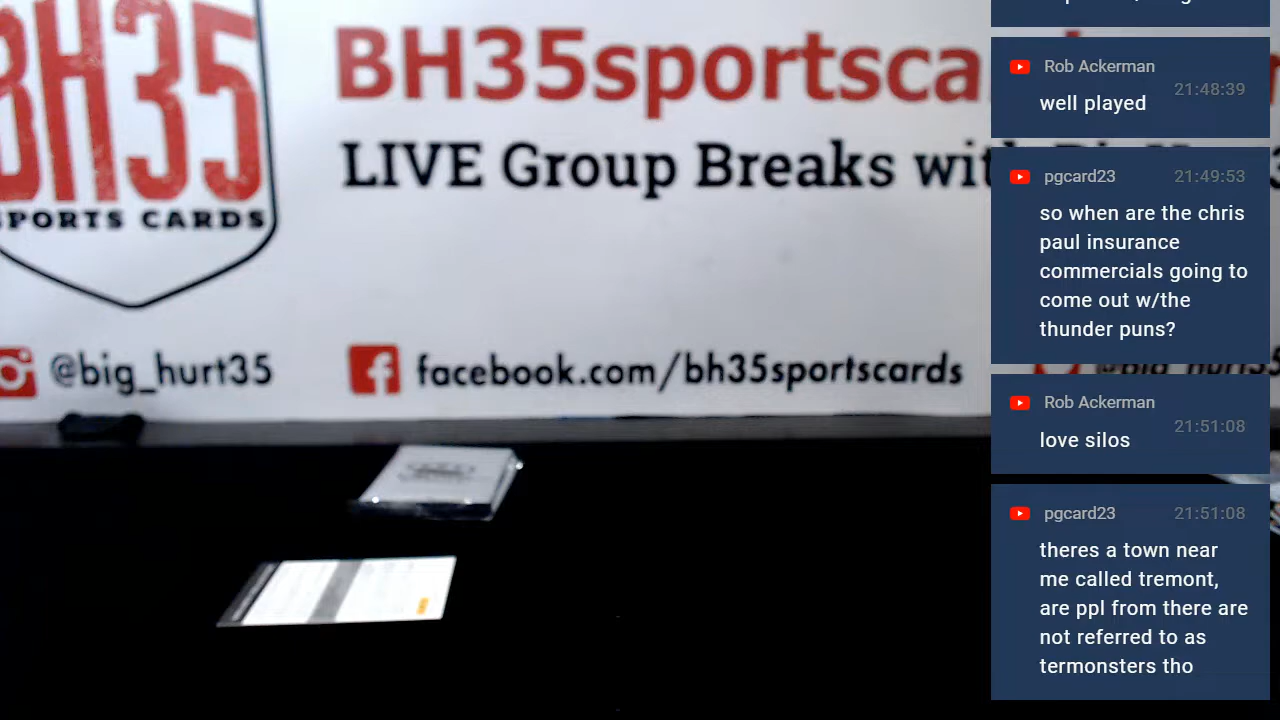 BH35
SPORTS CARDS
BH35sportsca
LIVE Group Breaks wit
@big_hurt35
facebook.com/bh35sportscards
Rob Ackerman
21:48:39
well played
pgcard23
21:49:53
so when are the chris
paul insurance
commercials going to
come out w/the
thunder puns?
Rob Ackerman
21:51:08
love silos
pgcard23
21:51:08
theres a town near
me called tremont,
are ppl from there are
not referred to as
termonsters tho